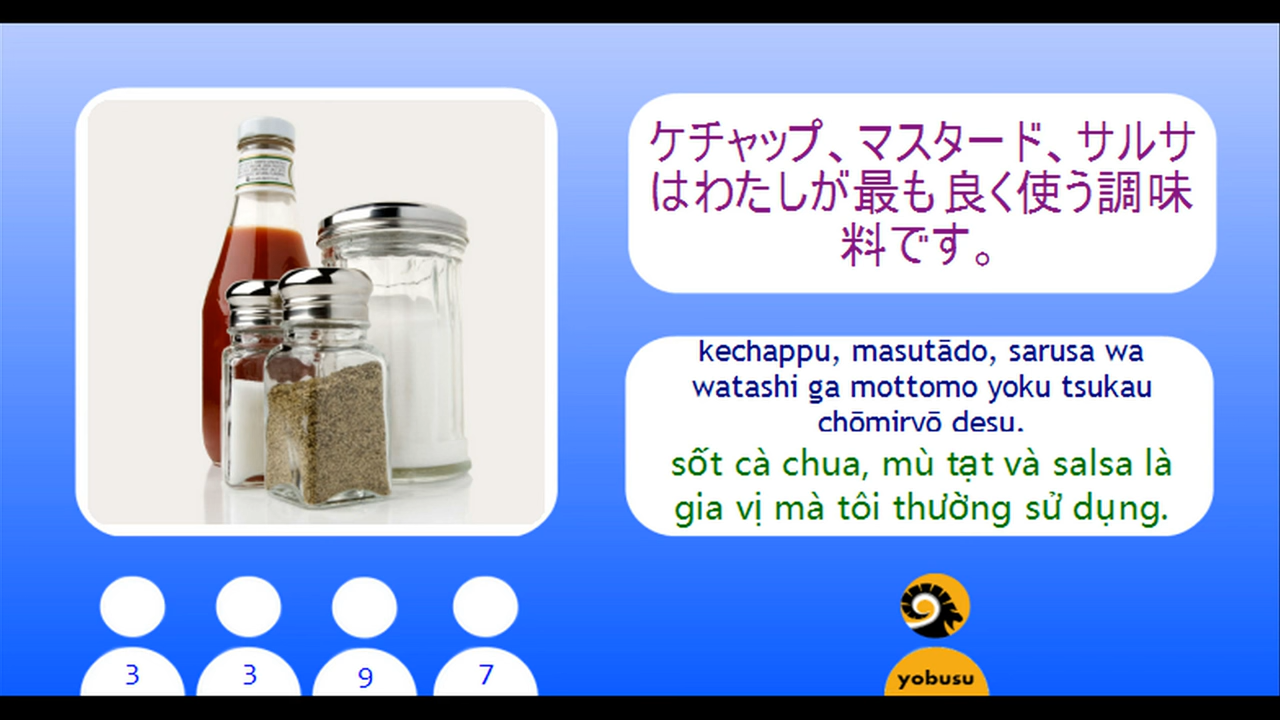 ケチャップ、マスタード、サルサ
はわたしが最も良く使う調味
料です。
kechappu, masutādo, sarusa wa
watashi ga mottomo yoku tsukau
chōmiryō desu.
sốt cà chua, mù tạt và salsa là
gia vị mà tôi thường sử dụng.
3 3 9 7
yobusu